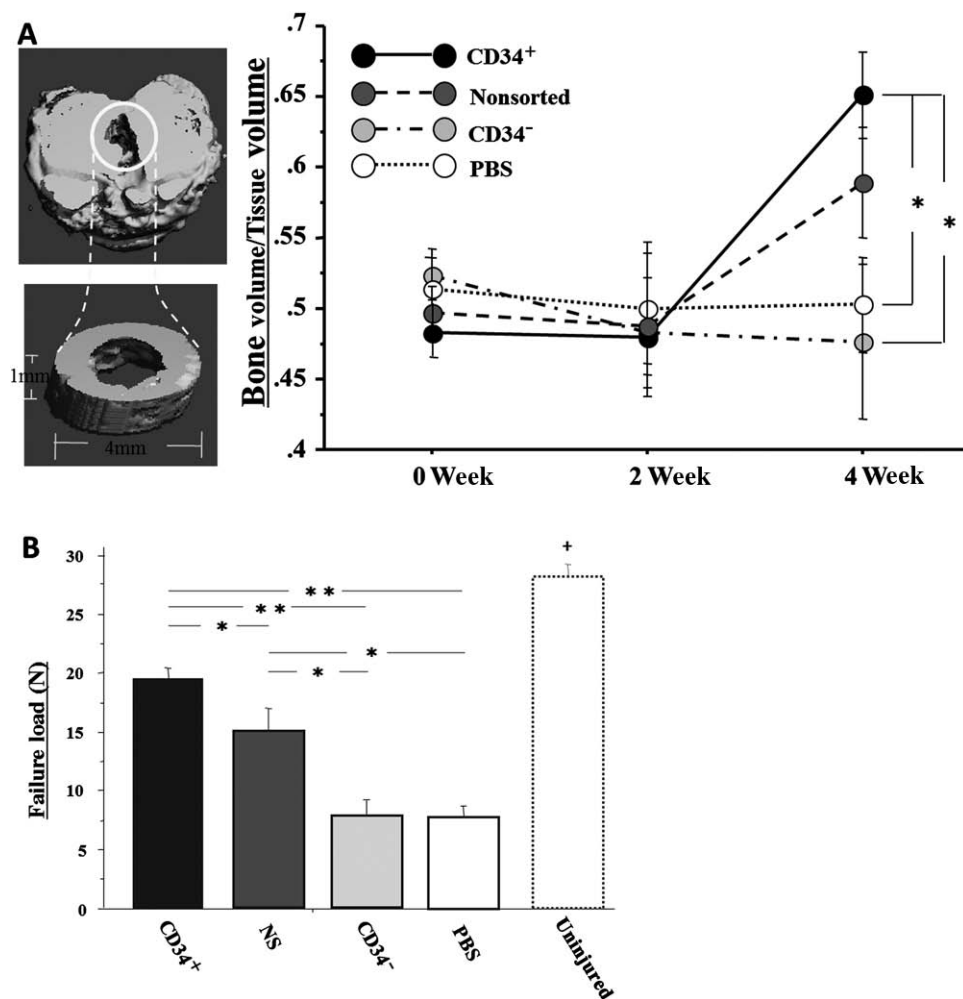 A
1mm
4mm
Bone volume/Tissue volume
.7
.65
.6
.55
.5
.45
.4
CD34+
Nonsorted
CD34-
PBS
*
*
0 Week 2 Week 4 Week
B
Failure load (N)
30
25
20
15
10
5
0
+
**
**
*
*
*
CD34+ NS CD34- PBS Uninjured